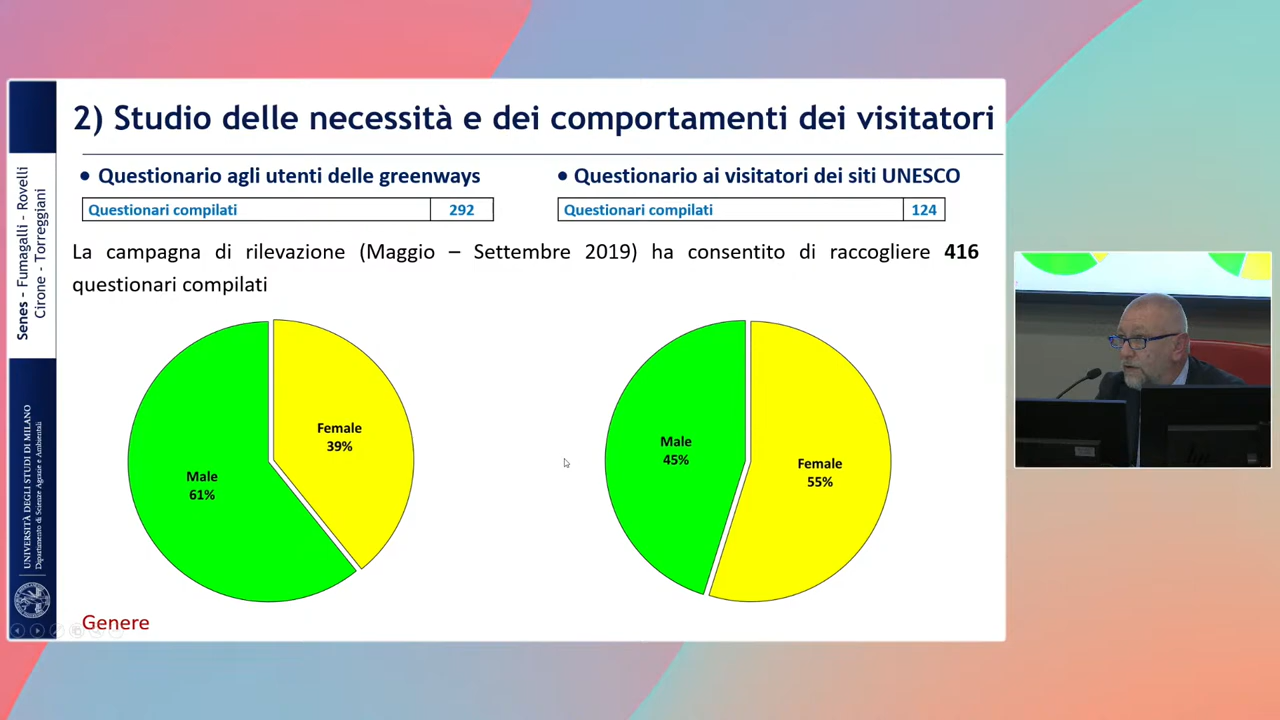 2) Studio delle necessità e dei comportamenti dei visitatori
• Questionario agli utenti delle greenways
Questionari compilati 292
• Questionario ai visitatori dei siti UNESCO
Questionari compilati 124
La campagna di rilevazione (Maggio – Settembre 2019) ha consentito di raccogliere 416
questionari compilati
Female
39%
Male
61%
Male
45%
Female
55%
Genere
Senes - Fumagalli - Rovelli
Cirone - Torreggiani
UNIVERSITÀ DEGLI STUDI DI MILANO
Dipartimento di Scienze Agrarie e Ambientali